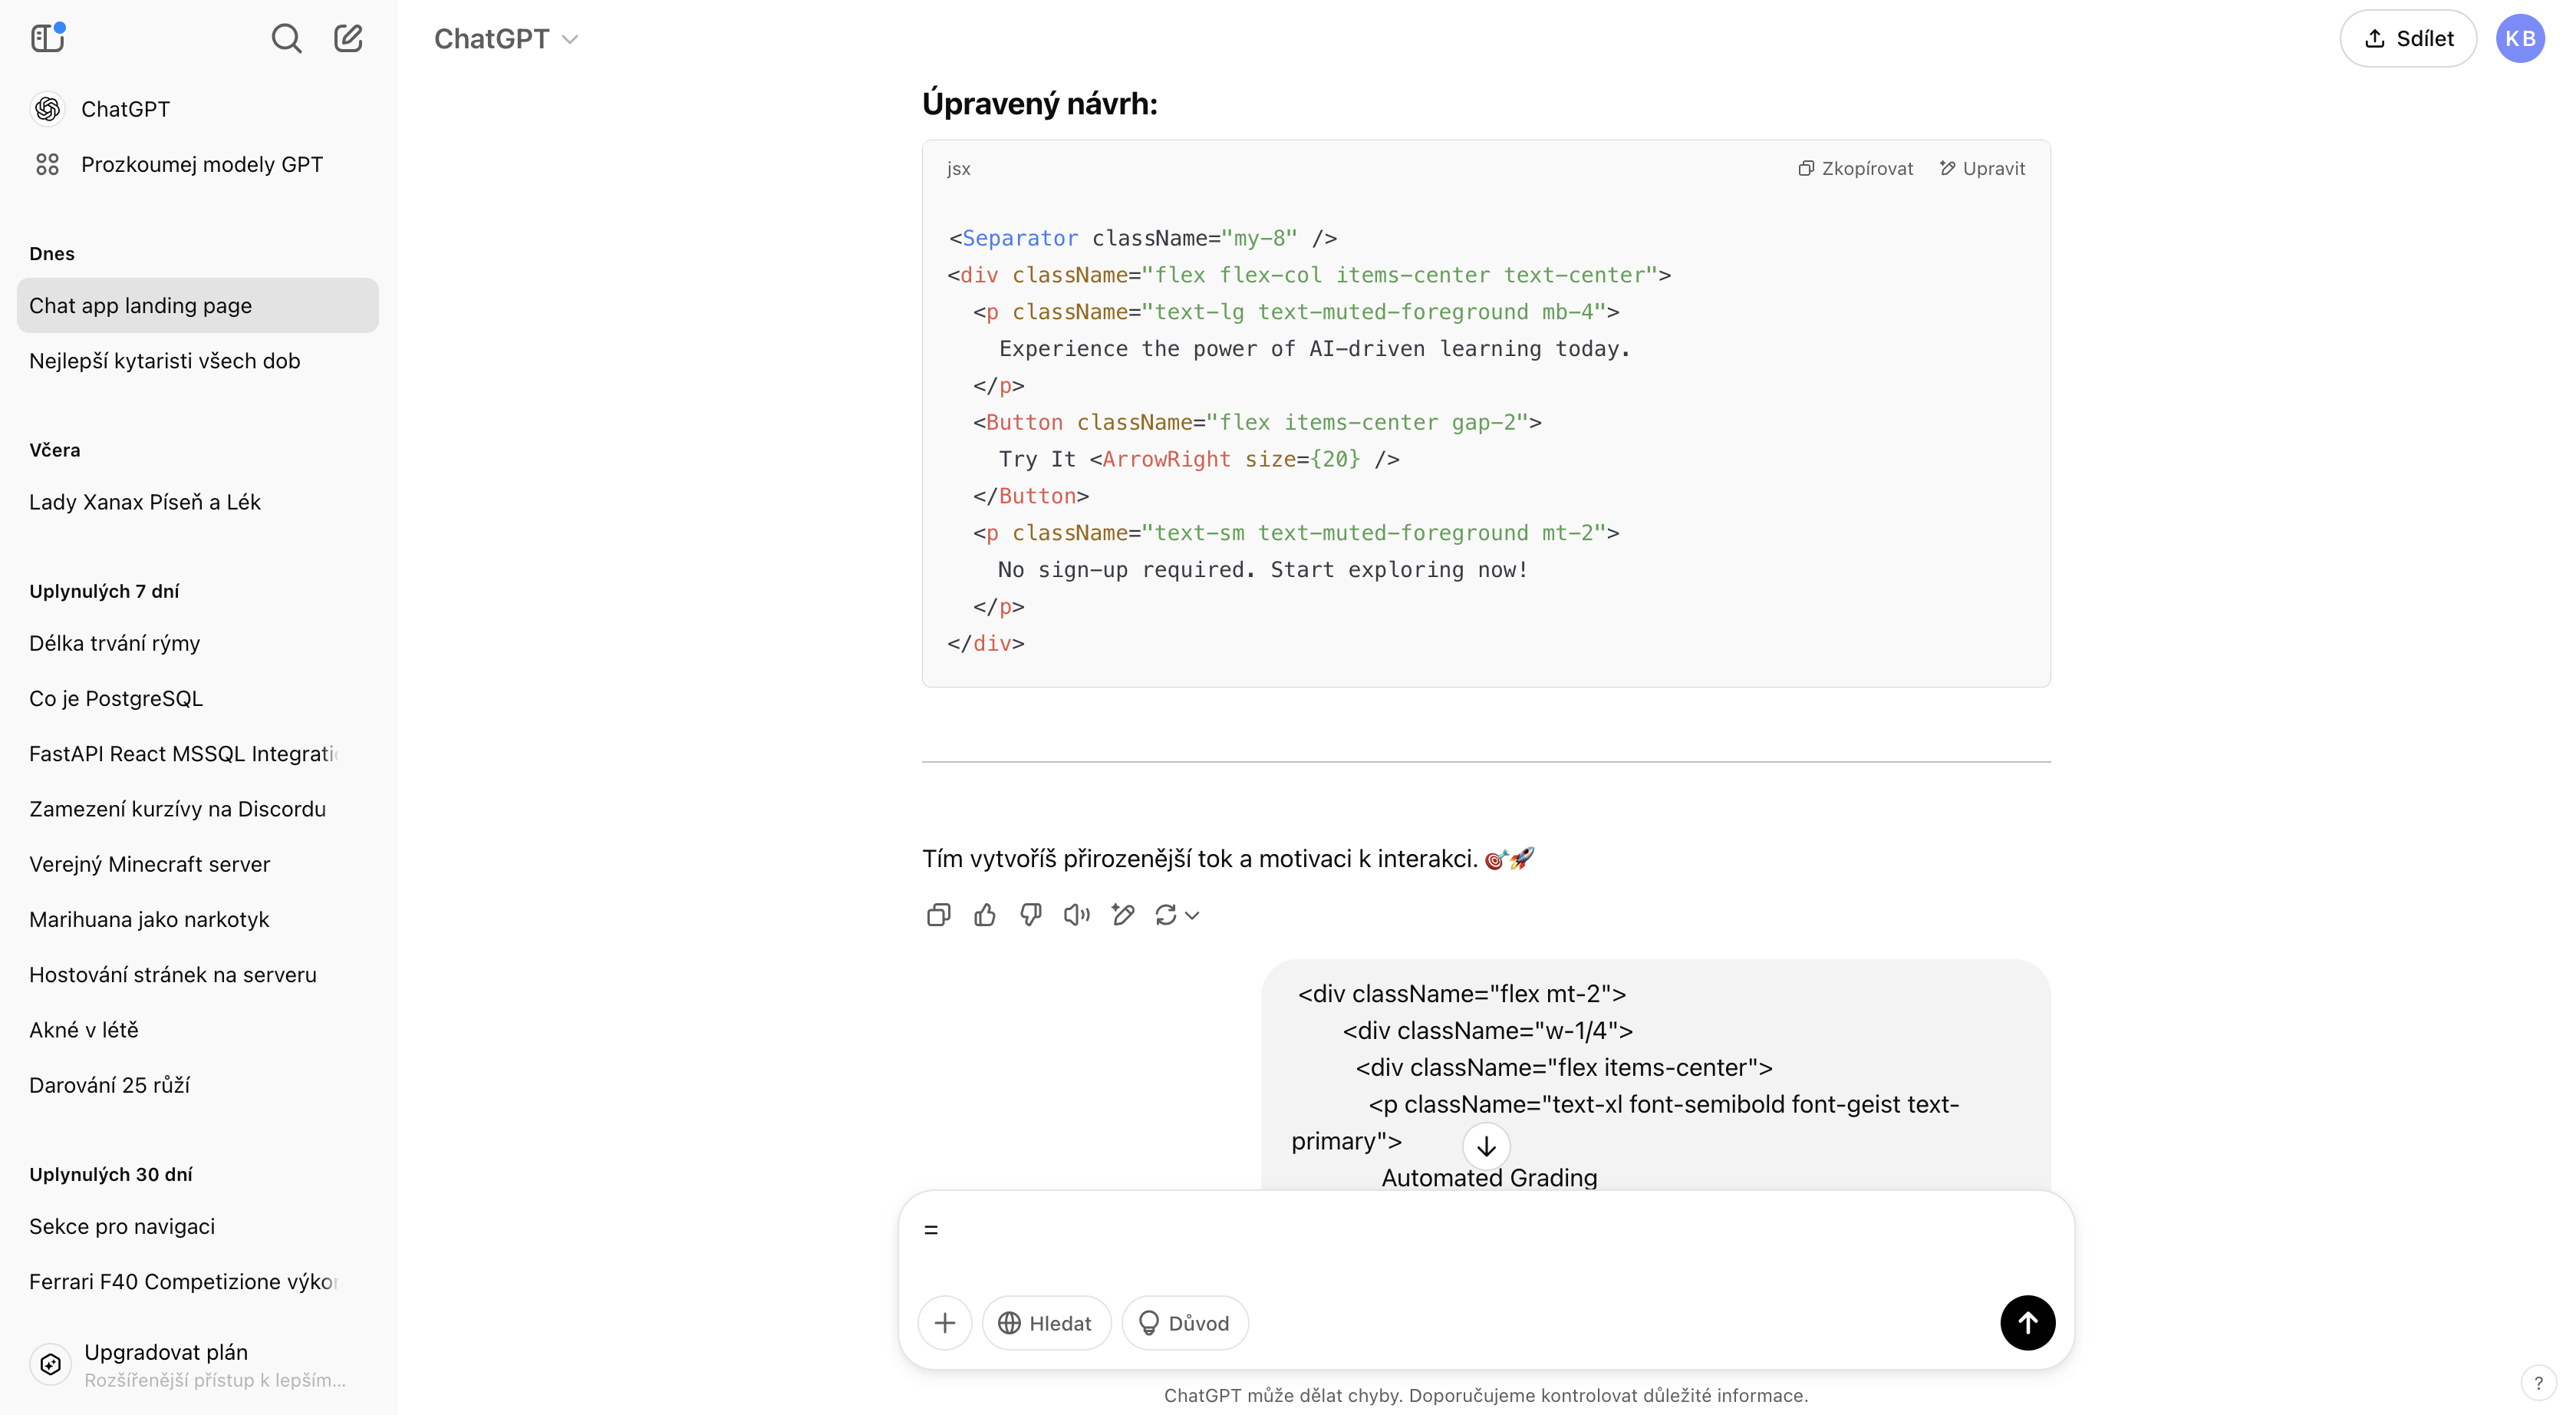 ChatGPT
Prozkoumej modely GPT
Dnes
Chat app landing page
Nejlepší kytaristi všech dob
Včera
Lady Xanax Píseň a Lék
Uplynulých 7 dní
Délka trvání rýmy
Co je PostgreSQL
FastAPI React MSSQL Integrati
Zamezení kurzívy na Discordu
Verejný Minecraft server
Marihuana jako narkotyk
Hostování stránek na serveru
Akné v létě
Darování 25 růží
Uplynulých 30 dní
Sekce pro navigaci
Ferrari F40 Competizione výko
Upgradovat plán
Rozšířenější přístup k lepším...
ChatGPT
Sdílet
KB
Úpravený návrh:
jsx
Zkopírovat
Upravit
<Separator className="my-8" />
<div className="flex flex-col items-center text-center">
  <p className="text-lg text-muted-foreground mb-4">
    Experience the power of AI-driven learning today.
  </p>
  <Button className="flex items-center gap-2">
    Try It <ArrowRight size={20} />
  </Button>
  <p className="text-sm text-muted-foreground mt-2">
    No sign-up required. Start exploring now!
  </p>
</div>
Tím vytvoříš přirozenější tok a motivaci k interakci. 🎯🚀
<div className="flex mt-2">
<div className="w-1/4">
<div className="flex items-center">
<p className="text-xl font-semibold font-geist text-
primary">
Automated Grading
=
Hledat
Důvod
ChatGPT může dělat chyby. Doporučujeme kontrolovat důležité informace.
?